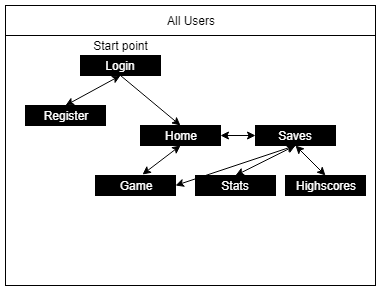 All Users
Start point
Login
Register
Home Saves
Game Stats Highscores